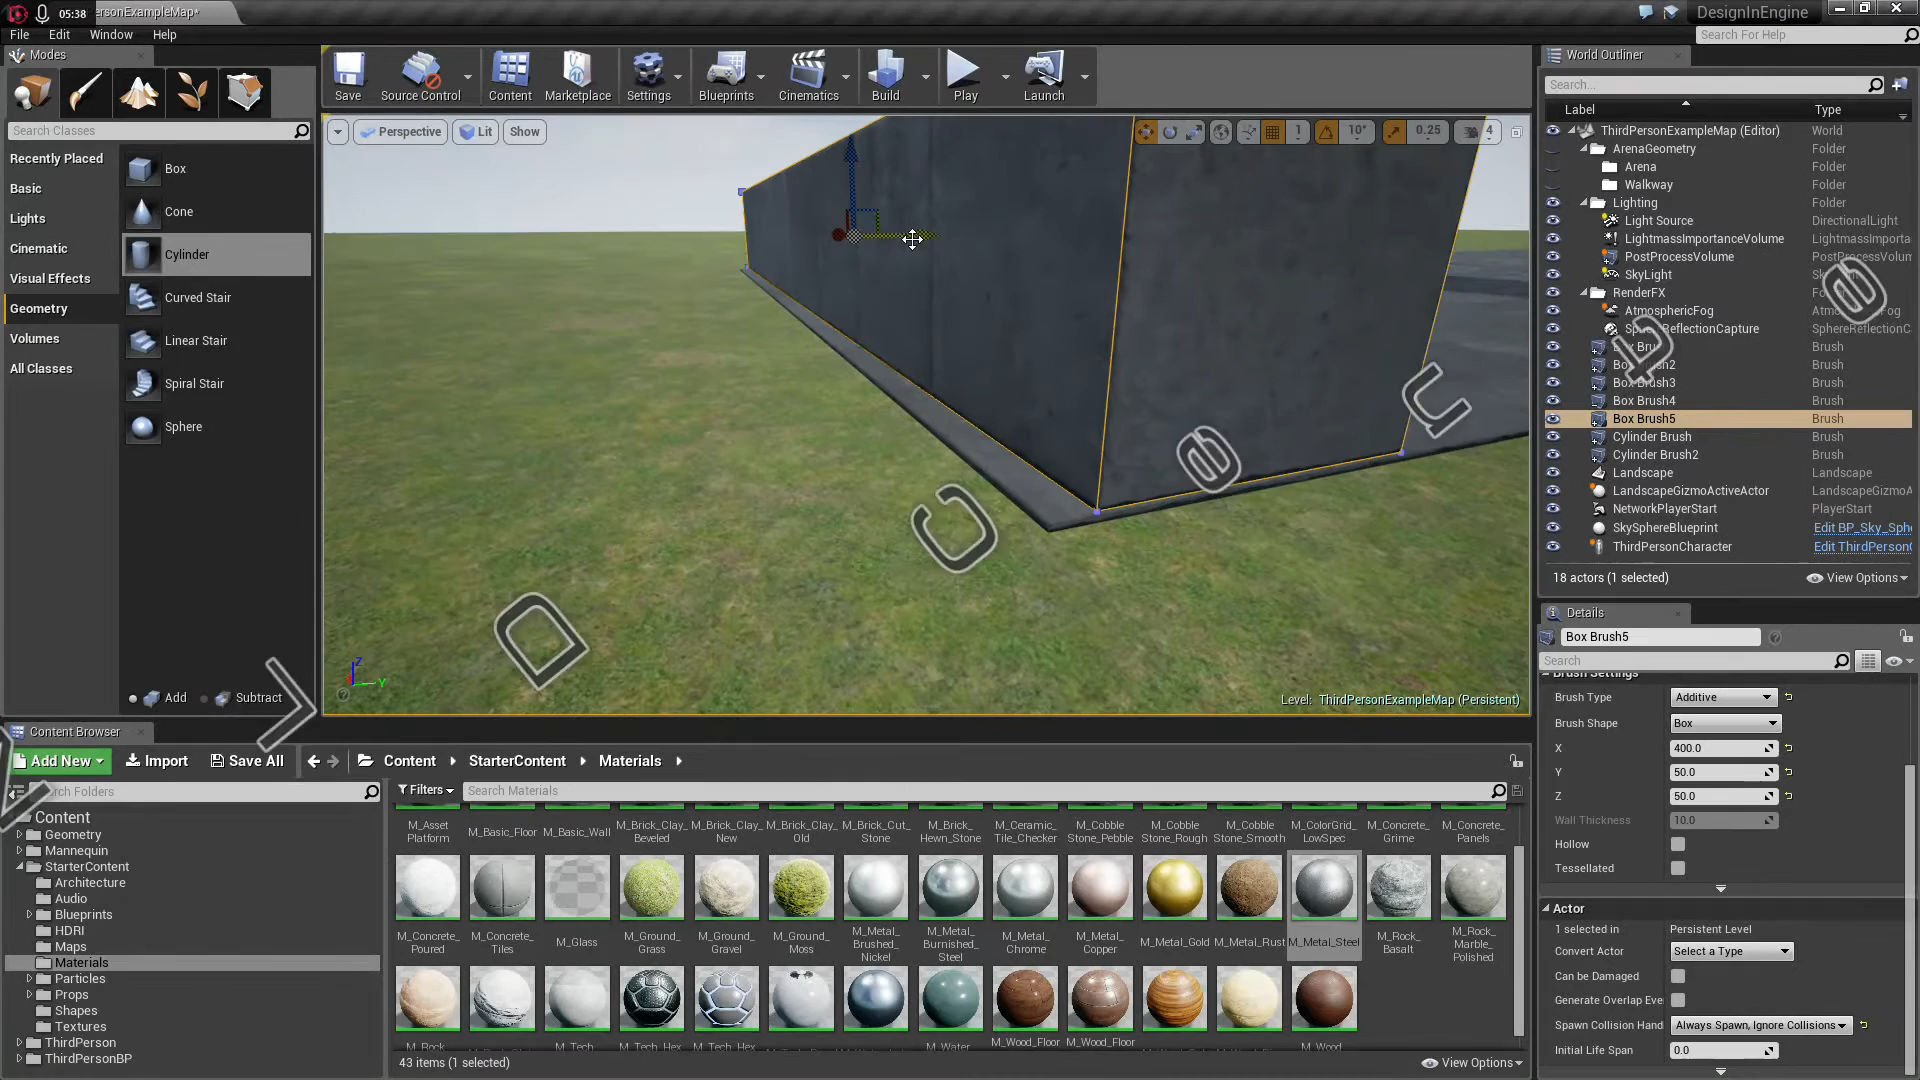 05:38
ersonExampleMap*
DesignInEngine
File Edit Window Help
Search For Help
Modes
Save
Source Control
Content
Marketplace
Settings
Blueprints
Cinematics
Build
Play
Launch
World Outliner
Search...
Label Type
Search Classes
Recently Placed
Basic
Lights
Cinematic
Visual Effects
Geometry
Volumes
All Classes
Box
Cone
Cylinder
Curved Stair
Linear Stair
Spiral Stair
Sphere
Add Subtract
Perspective Lit Show
1 10° 0.25 4
Z
Y
Level: ThirdPersonExampleMap (Persistent)
ThirdPersonExampleMap (Editor) World
ArenaGeometry Folder
Arena Folder
Walkway Folder
Lighting Folder
Light Source DirectionalLight
LightmassImportanceVolume LightmassImporta
PostProcessVolume PostProcessVolum
SkyLight
RenderFX
AtmosphericFog
ReflectionCapture SphereReflectionC
Brush
Brush
Box Brush3 Brush
Box Brush4 Brush
Box Brush5 Brush
Cylinder Brush Brush
Cylinder Brush2 Brush
Landscape Landscape
LandscapeGizmoActiveActor LandscapeGizmoA
NetworkPlayerStart PlayerStart
SkySphereBlueprint Edit BP_Sky_Sphe
ThirdPersonCharacter Edit ThirdPersonC
18 actors (1 selected) View Options
Details
Box Brush5
Search
Brush Settings
Brush Type Additive
Brush Shape Box
X 400.0
Y 50.0
Z 50.0
Wall Thickness 10.0
Hollow
Tessellated
Actor
1 selected in Persistent Level
Convert Actor Select a Type
Can be Damaged
Generate Overlap Eve
Spawn Collision Hand Always Spawn, Ignore Collisions
Initial Life Span 0.0
Content Browser
Add New Import Save All Content StarterContent Materials
Search Folders
Filters Search Materials
Content
Geometry
Mannequin
StarterContent
Architecture
Audio
Blueprints
HDRI
Maps
Materials
Particles
Props
Shapes
Textures
ThirdPerson
ThirdPersonBP
M_Asset Platform
M_Basic_Floor
M_Basic_Wall
M_Brick_Clay_Beveled
M_Brick_Clay_New
M_Brick_Clay_Old
M_Brick_Cut_Stone
M_Brick_Hewn_Stone
M_Ceramic_Tile_Checker
M_Cobble Stone_Pebble
M_Cobble Stone_Rough
M_Cobble Stone_Smooth
M_ColorGrid_LowSpec
M_Concrete_Grime
M_Concrete_Panels
M_Concrete_Poured
M_Concrete_Tiles
M_Glass
M_Ground_Grass
M_Ground_Gravel
M_Ground_Moss
M_Metal_Brushed_Nickel
M_Metal_Burnished_Steel
M_Metal_Chrome
M_Metal_Copper
M_Metal_Gold
M_Metal_Rust
M_Metal_Steel
M_Rock_Basalt
M_Rock_Marble_Polished
M_Rock
M_Tech
M_Tech_Hex
M_Tech_Hex
M_Water
M_Wood_Floor
M_Wood_Floor
M_Wood
43 items (1 selected)
View Options